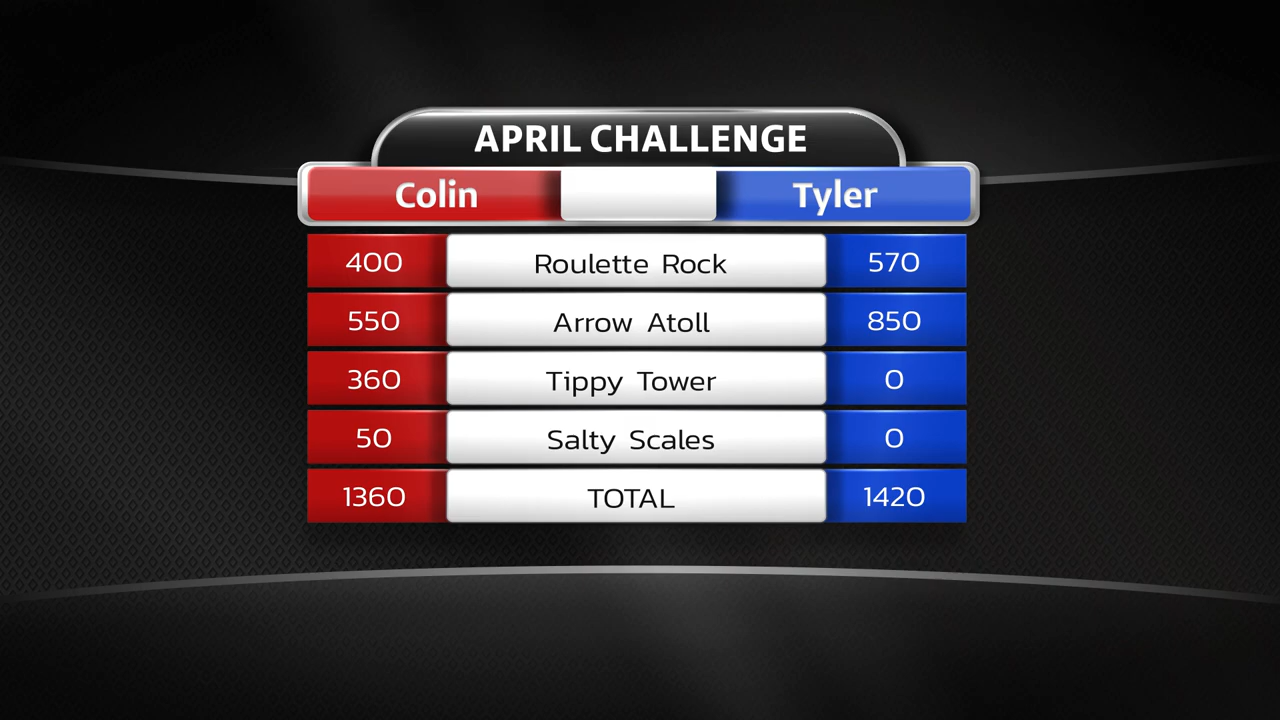 APRIL CHALLENGE
Colin Tyler
400 Roulette Rock 570
550 Arrow Atoll 850
360 Tippy Tower 0
50 Salty Scales 0
1360 TOTAL 1420